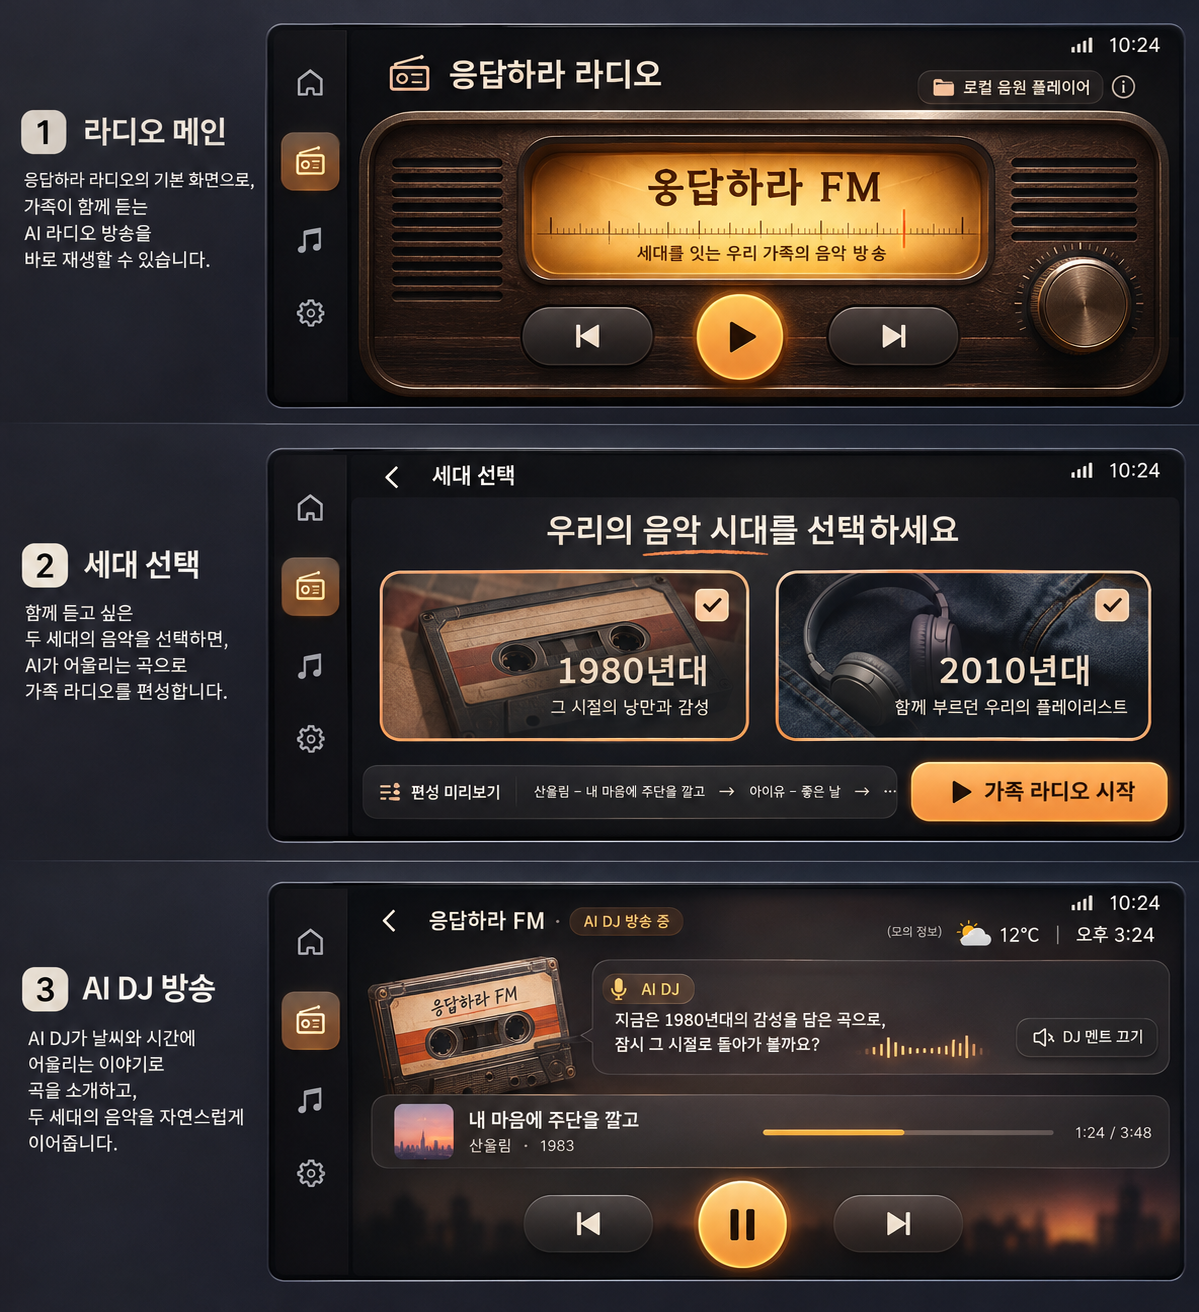 1 라디오 메인
응답하라 라디오의 기본 화면으로,
가족이 함께 듣는
AI 라디오 방송을
바로 재생할 수 있습니다.
10:24
응답하라 라디오
로컬 음원 플레이어
웅답하라 FM
세대를 잇는 우리 가족의 음악 방송
2 세대 선택
함께 듣고 싶은
두 세대의 음악을 선택하면,
AI가 어울리는 곡으로
가족 라디오를 편성합니다.
세대 선택
10:24
우리의 음악 시대를 선택하세요
1980년대
그 시절의 낭만과 감성
2010년대
함께 부르던 우리의 플레이리스트
편성 미리보기
산울림 – 내 마음에 주단을 깔고 → 아이유 – 좋은 날 → ···
가족 라디오 시작
3 AI DJ 방송
AI DJ가 날씨와 시간에
어울리는 이야기로
곡을 소개하고,
두 세대의 음악을 자연스럽게
이어줍니다.
10:24
응답하라 FM · AI DJ 방송 중
(모의 정보) 12°C | 오후 3:24
응답하라 FM
AI DJ
지금은 1980년대의 감성을 담은 곡으로,
잠시 그 시절로 돌아가 볼까요?
DJ 멘트 끄기
내 마음에 주단을 깔고
산울림 · 1983
1:24 / 3:48